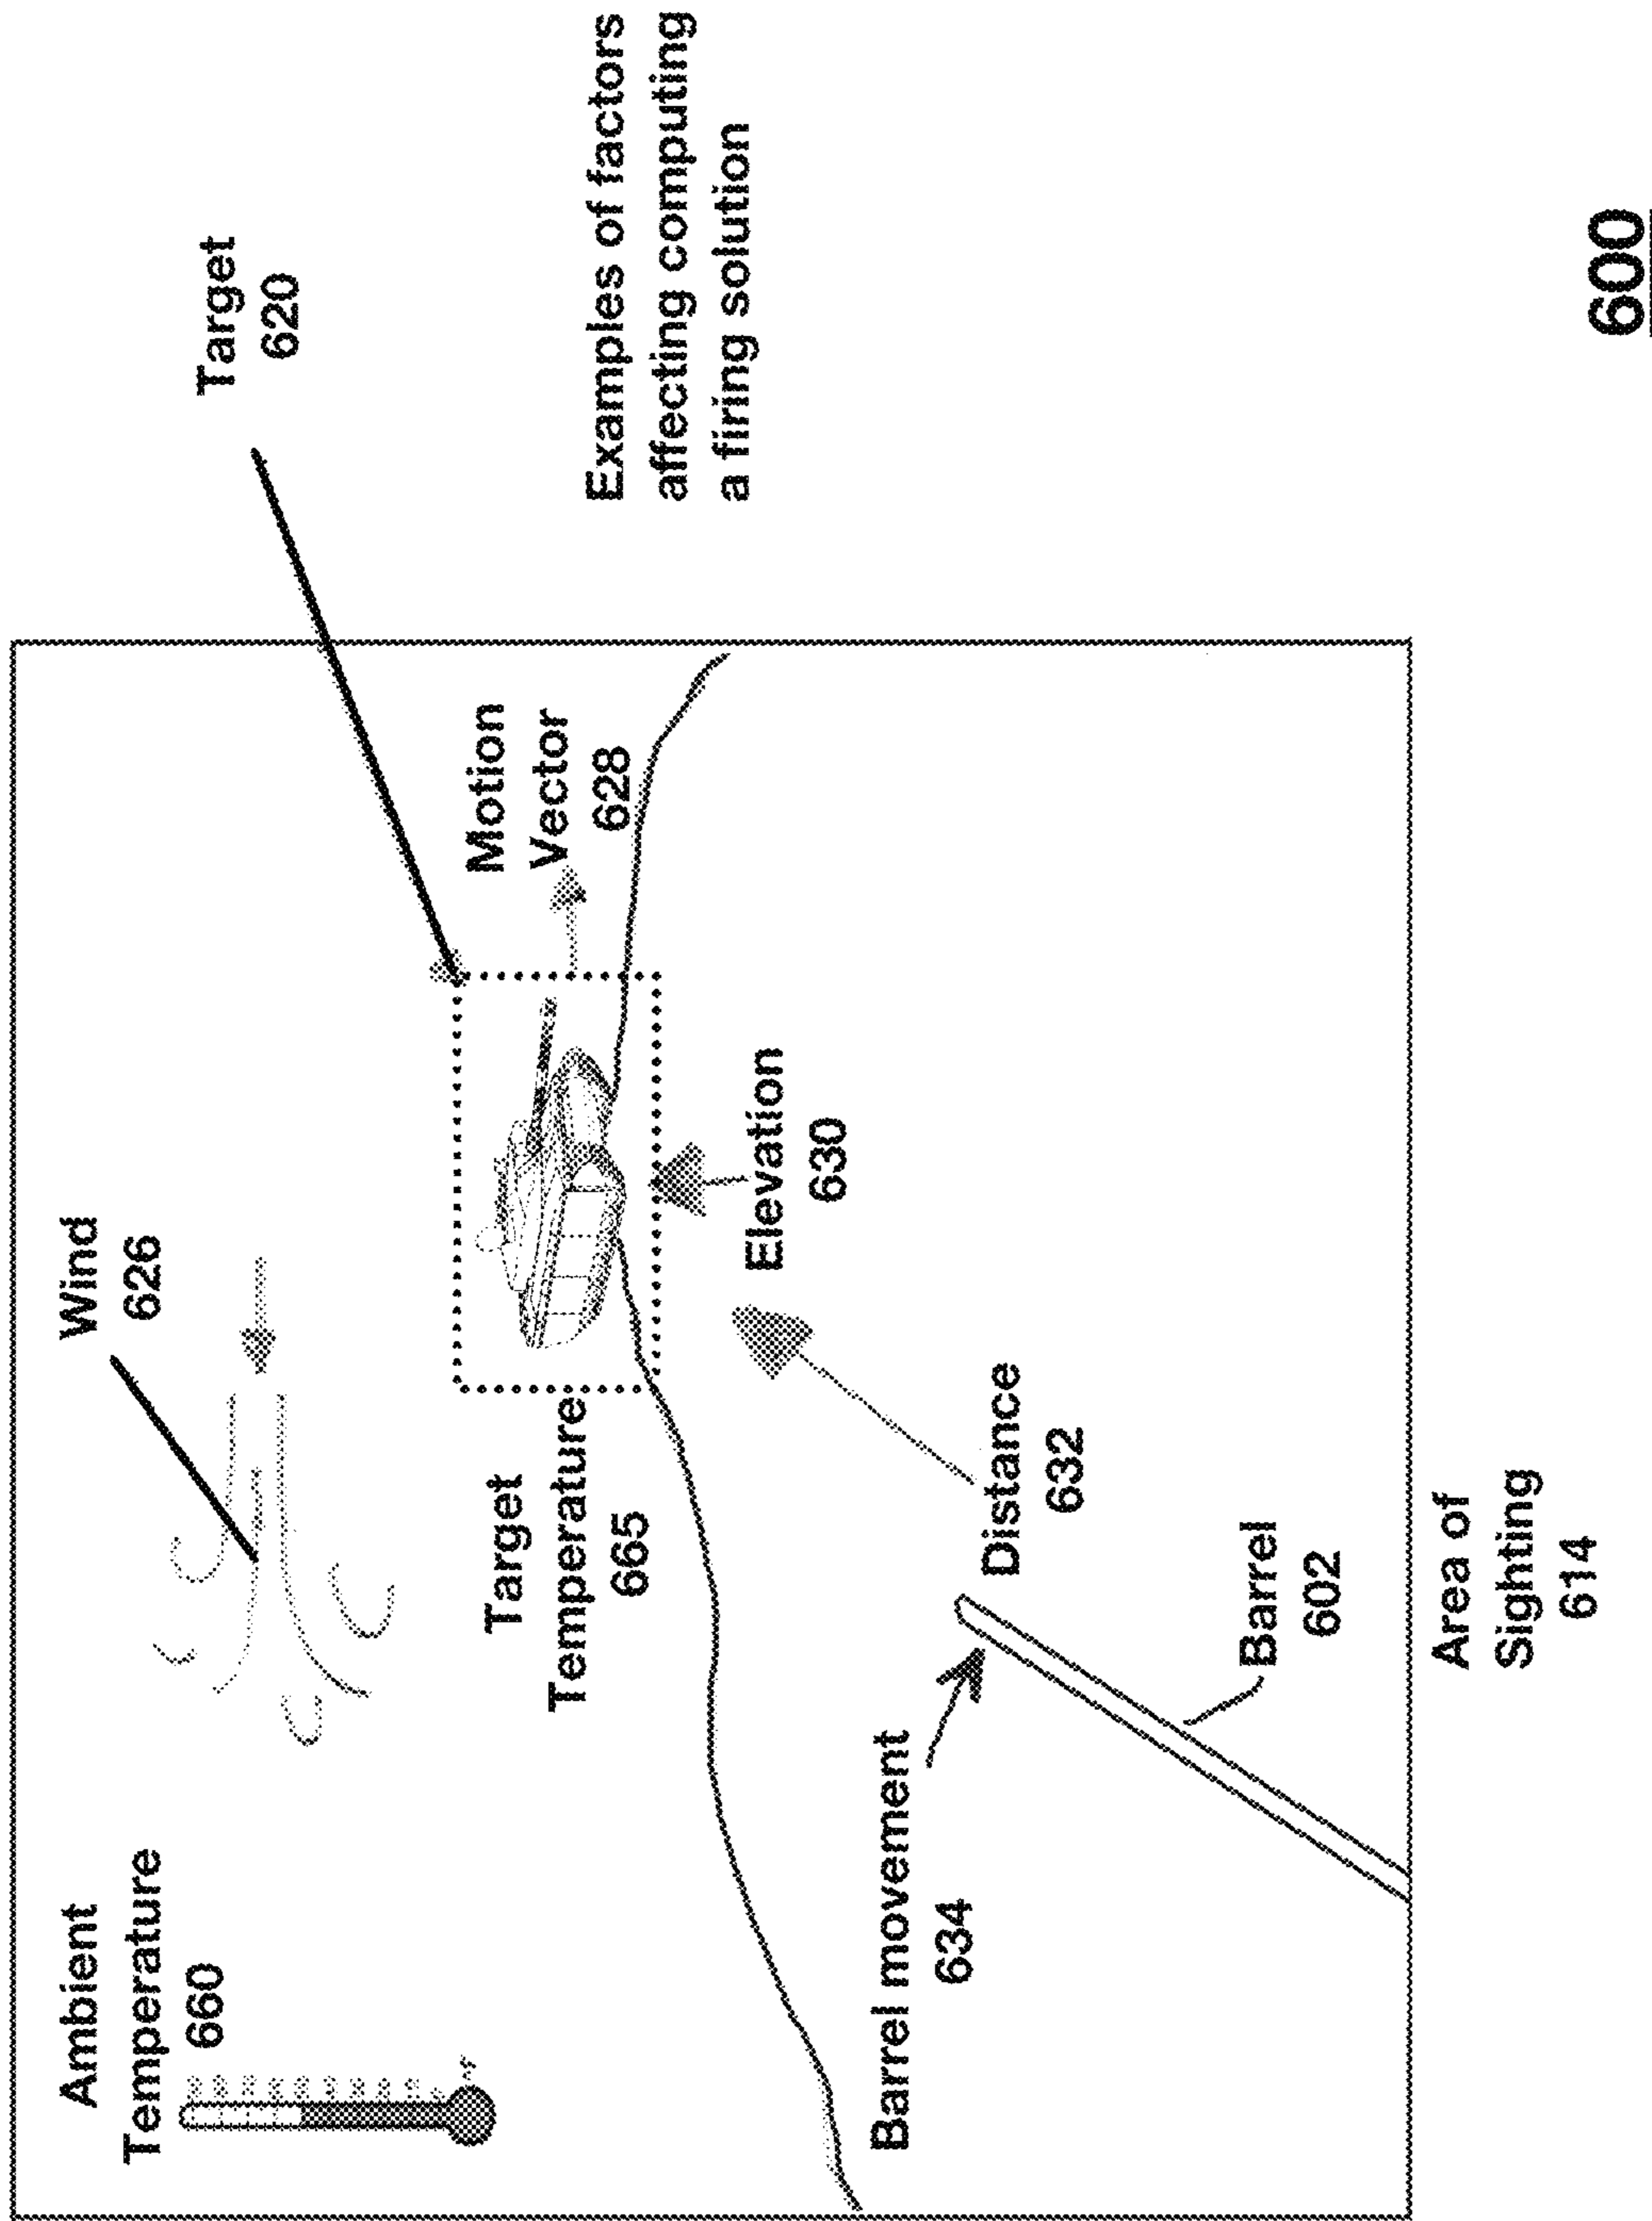 Ambient
Temperature
660
Wind
626
Target
620
Target
Temperature
665
Motion
Vector
628
Examples of factors
affecting computing
a firing solution
Elevation
630
Barrel movement
634
Distance
632
Barrel
602
Area of
Sighting
614
600